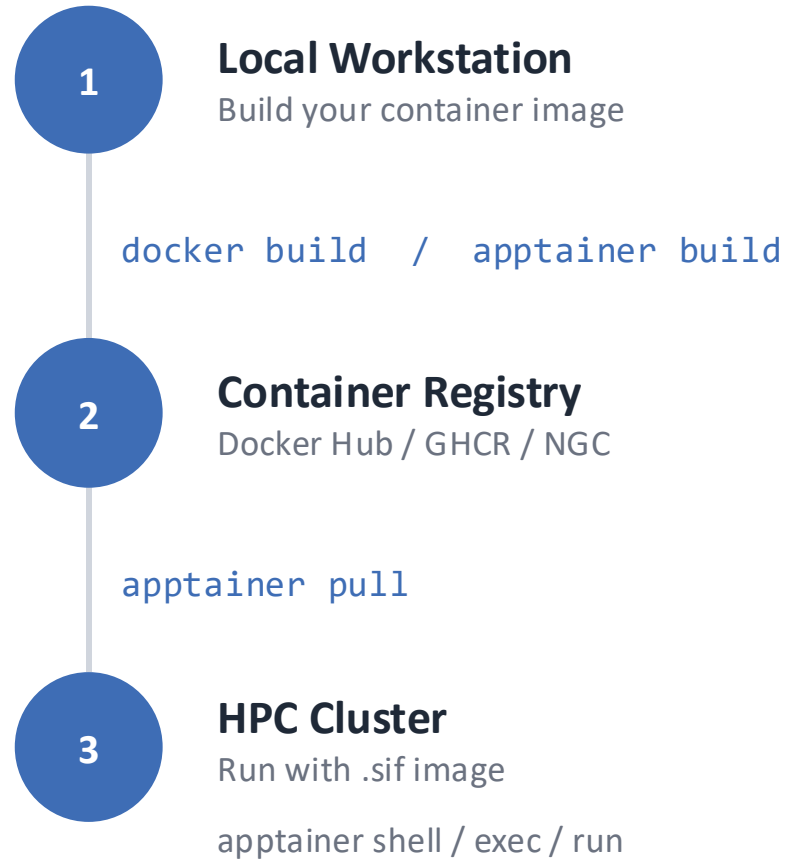 1
Local Workstation
Build your container image
docker build / apptainer build
2
Container Registry
Docker Hub / GHCR / NGC
apptainer pull
3
HPC Cluster
Run with .sif image
apptainer shell / exec / run